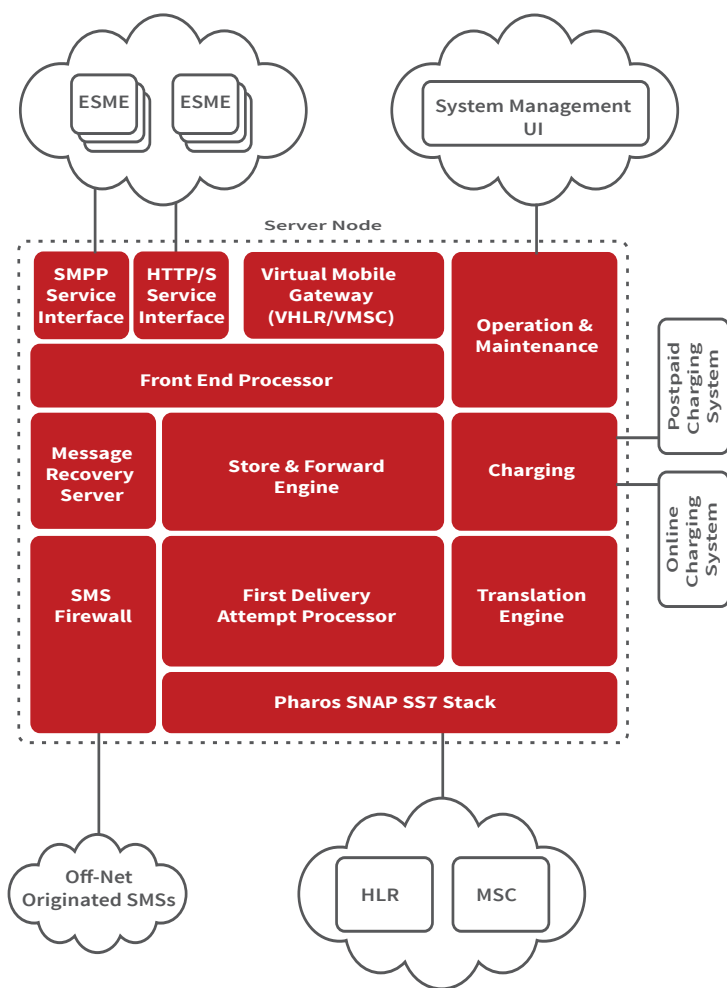 ESME
ESME
System Management
UI
Server Node
SMPP
Service
Interface
HTTP/S
Service
Interface
Virtual Mobile
Gateway
(VHLR/VMSC)
Operation &
Maintenance
Front End Processor
Postpaid
Charging
System
Message
Recovery
Server
Store & Forward
Engine
Charging
Online
Charging
System
SMS
Firewall
First Delivery
Attempt Processor
Translation
Engine
Pharos SNAP SS7 Stack
Off-Net
Originated SMSs
HLR
MSC